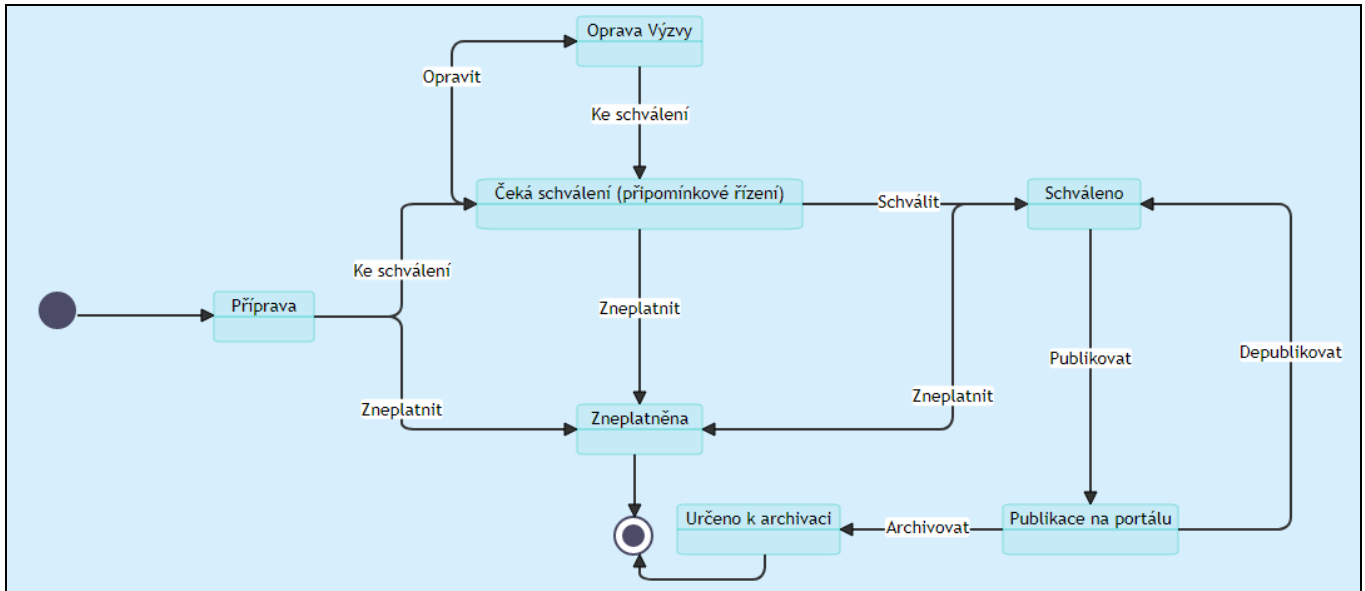 Oprava Výzvy
Opravit
Ke schválení
Čeká schválení (připomínkové řízení)
Schválit
Schváleno
Ke schválení
Příprava
Zneplatnit
Publikovat
Depublikovat
Zneplatnit
Zneplatnit
Zneplatněna
Určeno k archivaci
Archivovat
Publikace na portálu